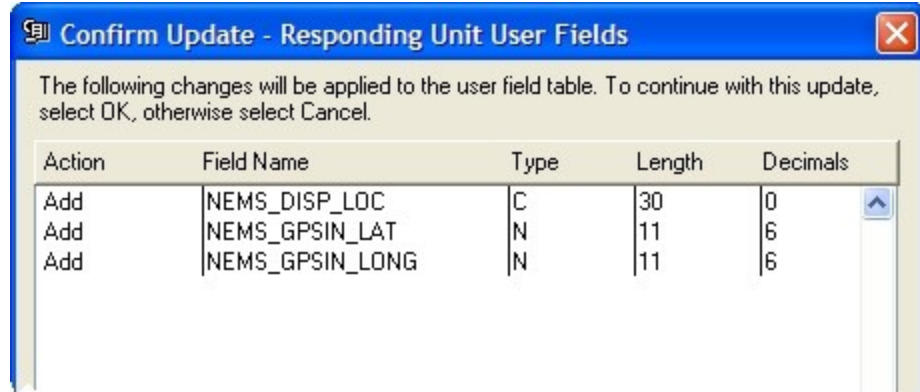 Confirm Update - Responding Unit User Fields
The following changes will be applied to the user field table. To continue with this update,
select OK, otherwise select Cancel.
Action Field Name Type Length Decimals
Add NEMS_DISP_LOC C 30 0
Add NEMS_GPSIN_LAT N 11 6
Add NEMS_GPSIN_LONG N 11 6